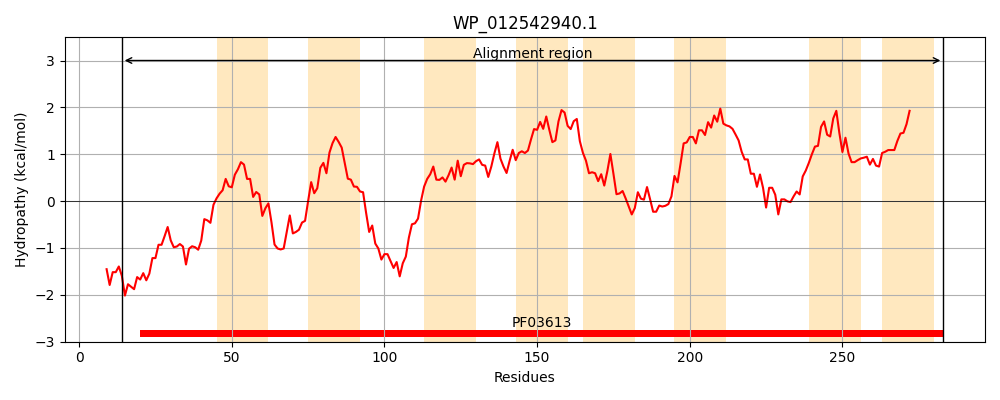 WP_012542940.1
Alignment region
Hydropathy (kcal/mol)
3
2
1
0
−1
−2
−3
PF03613
0 50 100 150 200 250
Residues